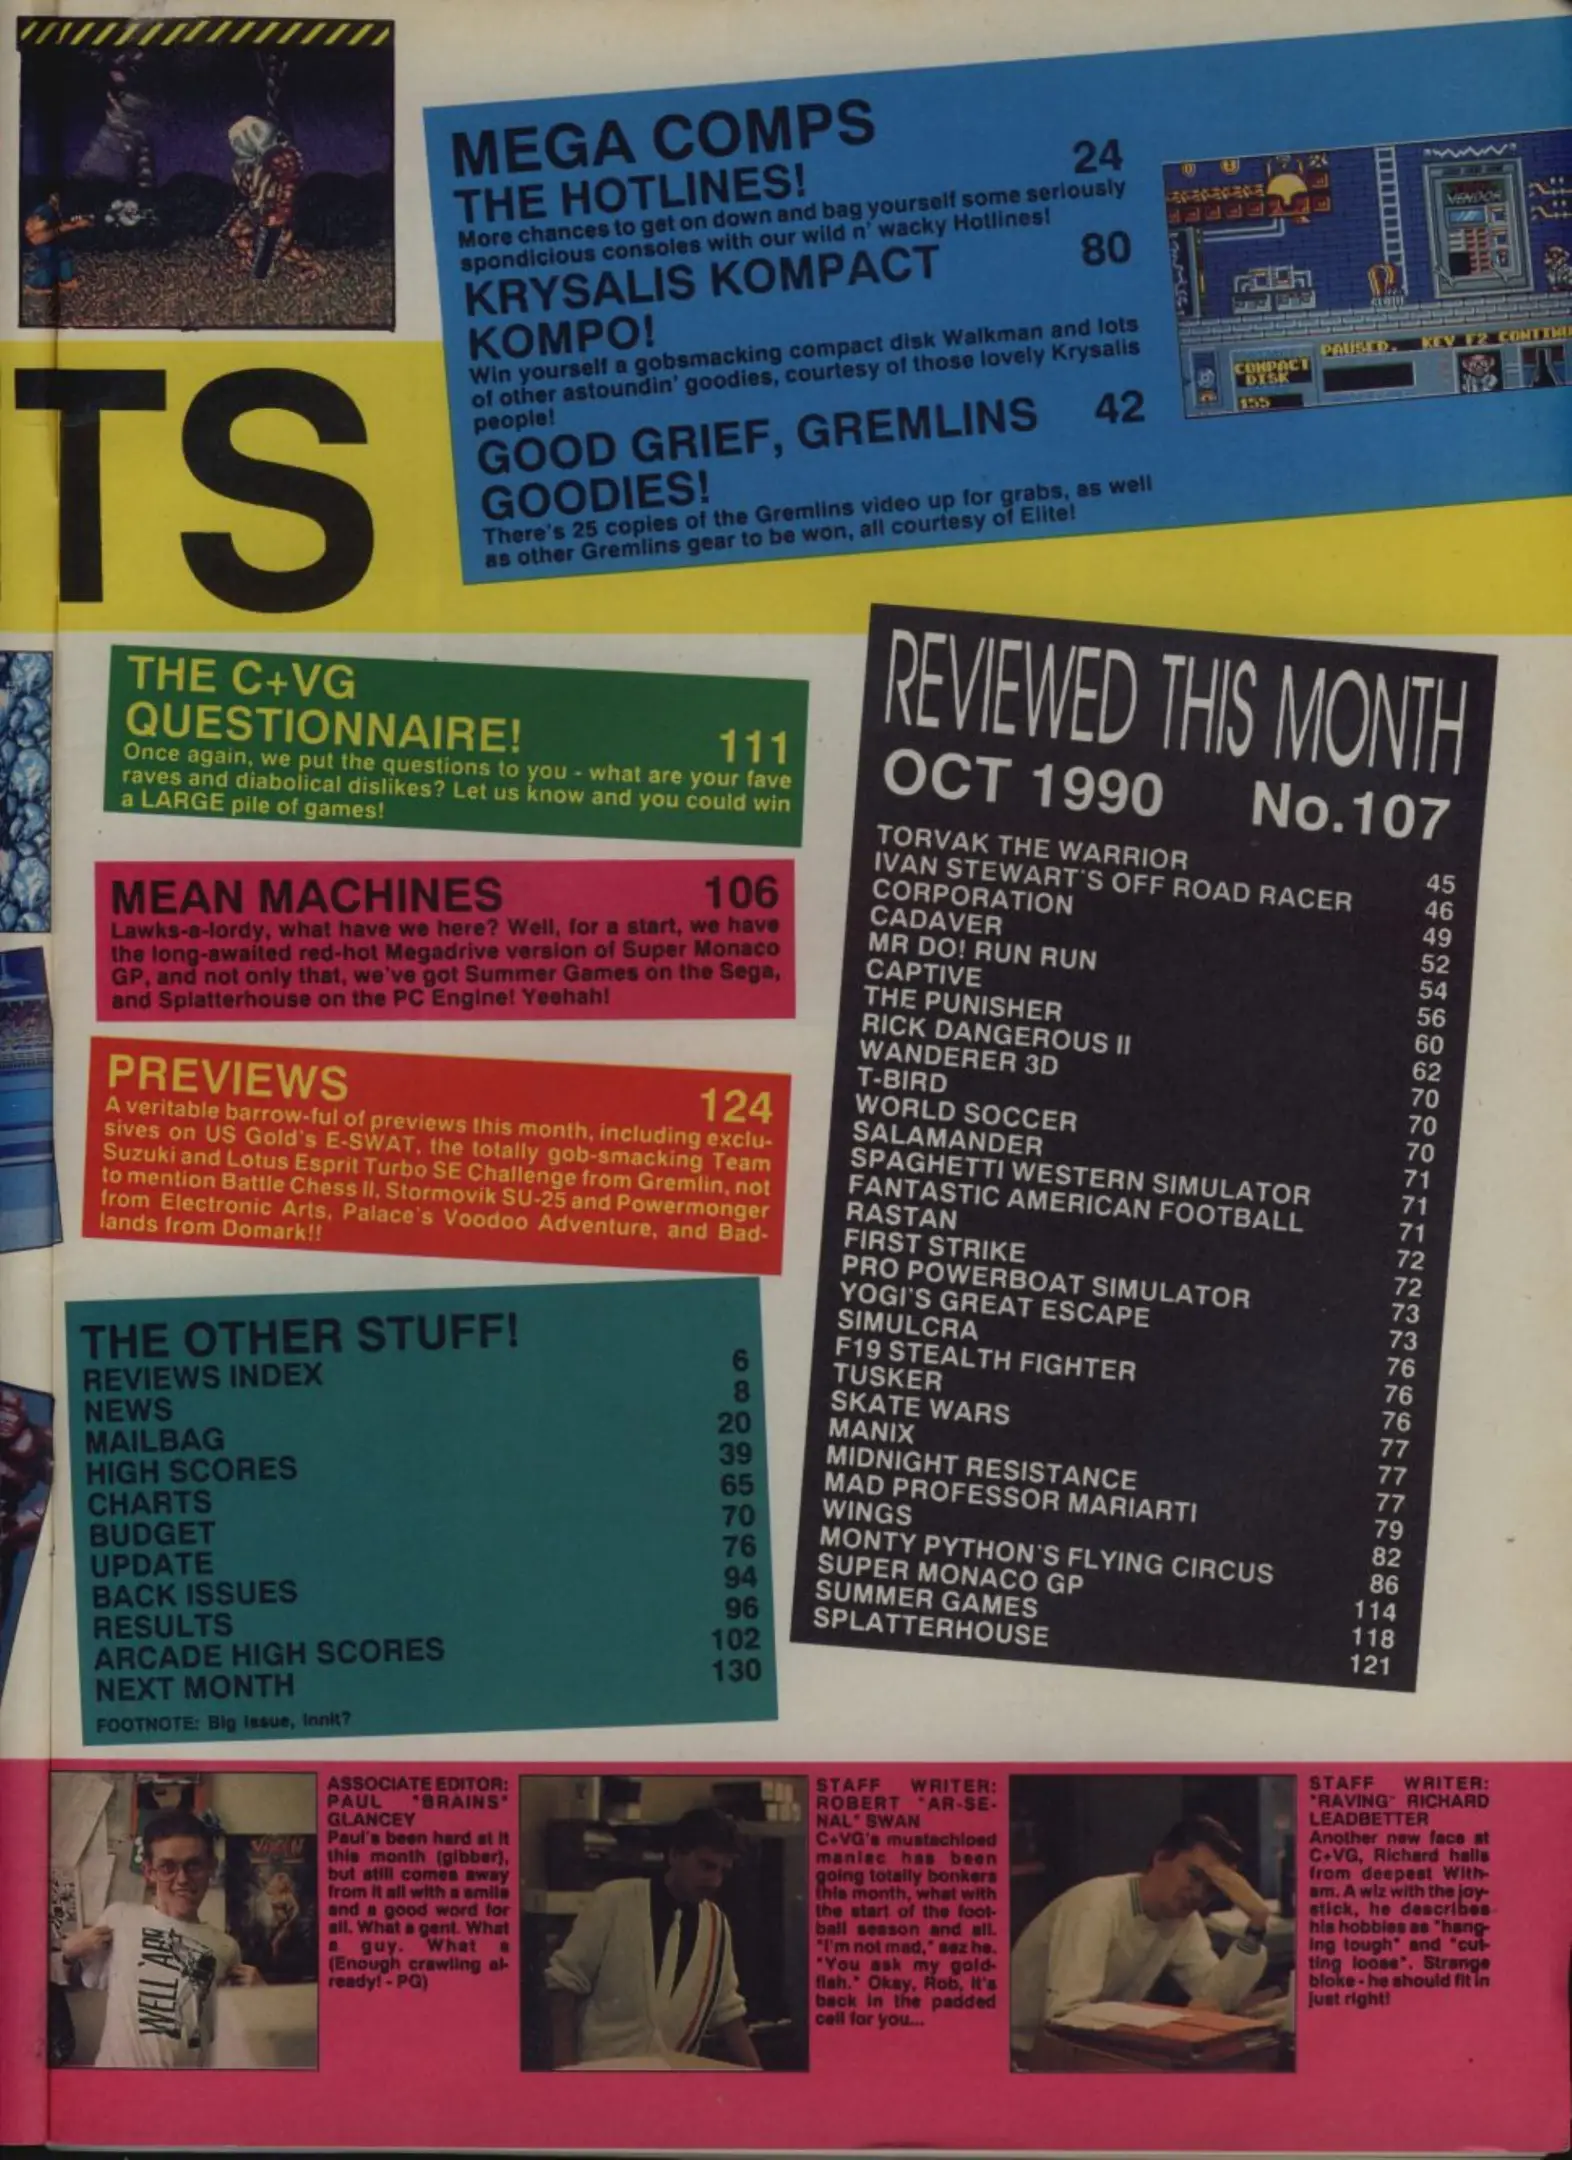 MEGA COMPS
THE HOTLINES! 24
More chances to get on down and bag yourself some seriously
spondicious consoles with our wild n' wacky Hotlines!
KRYSALIS KOMPACT 80
KOMPO!
Win yourself a gobsmacking compact disk Walkman and lots
of other astoundin' goodies, courtesy of those lovely Krysalis
people!
GOOD GRIEF, GREMLINS 42
GOODIES!
There's 25 copies of the Gremlins video up for grabs, as well
as other Gremlins gear to be won, all courtesy of Elite!
VENDOR
PAUSED. KEY F2 CONTINU
COMPACT
DISK
155
TS
THE C+VG
QUESTIONNAIRE! 111
Once again, we put the questions to you - what are your fave
raves and diabolical dislikes? Let us know and you could win
a LARGE pile of games!
MEAN MACHINES 106
Lawks-a-lordy, what have we here? Well, for a start, we have
the long-awaited red-hot Megadrive version of Super Monaco
GP, and not only that, we've got Summer Games on the Sega,
and Splatterhouse on the PC Engine! Yeehah!
PREVIEWS 124
A veritable barrow-ful of previews this month, including exclu-
sives on US Gold's E-SWAT, the totally gob-smacking Team
Suzuki and Lotus Esprit Turbo SE Challenge from Gremlin, not
to mention Battle Chess II, Stormovik SU-25 and Powermonger
from Electronic Arts, Palace's Voodoo Adventure, and Bad-
lands from Domark!!
THE OTHER STUFF!
REVIEWS INDEX 6
NEWS 8
MAILBAG 20
HIGH SCORES 39
CHARTS 65
BUDGET 70
UPDATE 76
BACK ISSUES 94
RESULTS 96
ARCADE HIGH SCORES 102
NEXT MONTH 130
FOOTNOTE: Big Issue, Innit?
REVIEWED THIS MONTH
OCT 1990 No.107
TORVAK THE WARRIOR 45
IVAN STEWART'S OFF ROAD RACER 46
CORPORATION 49
CADAVER 52
MR DO! RUN RUN 54
CAPTIVE 56
THE PUNISHER 60
RICK DANGEROUS II 62
WANDERER 3D 70
T-BIRD 70
WORLD SOCCER 70
SALAMANDER 71
SPAGHETTI WESTERN SIMULATOR 71
FANTASTIC AMERICAN FOOTBALL 71
RASTAN 72
FIRST STRIKE 72
PRO POWERBOAT SIMULATOR 73
YOGI'S GREAT ESCAPE 73
SIMULCRA 76
F19 STEALTH FIGHTER 76
TUSKER 76
SKATE WARS 77
MANIX 77
MIDNIGHT RESISTANCE 77
MAD PROFESSOR MARIARTI 79
WINGS 82
MONTY PYTHON'S FLYING CIRCUS 86
SUPER MONACO GP 114
SUMMER GAMES 118
SPLATTERHOUSE 121
WELL 'ARD
ASSOCIATE EDITOR:
PAUL "BRAINS"
GLANCEY
Paul's been hard at it
this month (gibber),
but still comes away
from it all with a smile
and a good word for
all. What a gent. What
a guy. What a
(Enough crawling al-
ready! - PG)
STAFF WRITER:
ROBERT "AR-SE-
NAL" SWAN
C+VG's mustachioed
maniac has been
going totally bonkers
this month, what with
the start of the foot-
ball season and all.
"I'm not mad," sez he.
"You ask my gold-
fish." Okay, Rob, it's
back in the padded
cell for you...
STAFF WRITER:
"RAVING" RICHARD
LEADBETTER
Another new face at
C+VG, Richard hails
from deepest With-
am. A wiz with the joy-
stick, he describes
his hobbies as "hang-
ing tough" and "cut-
ting loose". Strange
bloke - he should fit in
just right!